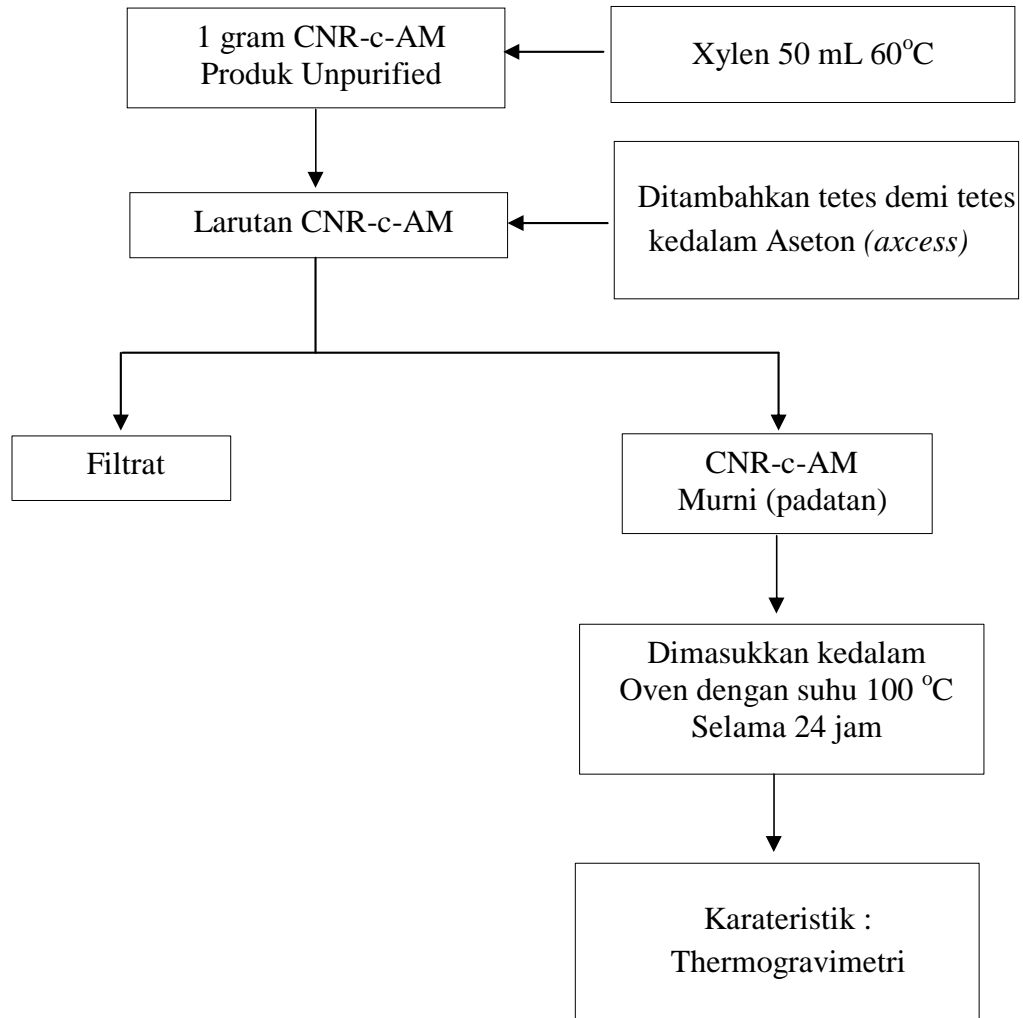 1 gram CNR-c-AM
Produk Unpurified
Xylen 50 mL 60°C
Larutan CNR-c-AM
Ditambahkan tetes demi tetes
kedalam Aseton (axcess)
Filtrat
CNR-c-AM
Murni (padatan)
Dimasukkan kedalam
Oven dengan suhu 100 °C
Selama 24 jam
Karateristik :
Thermogravimetri